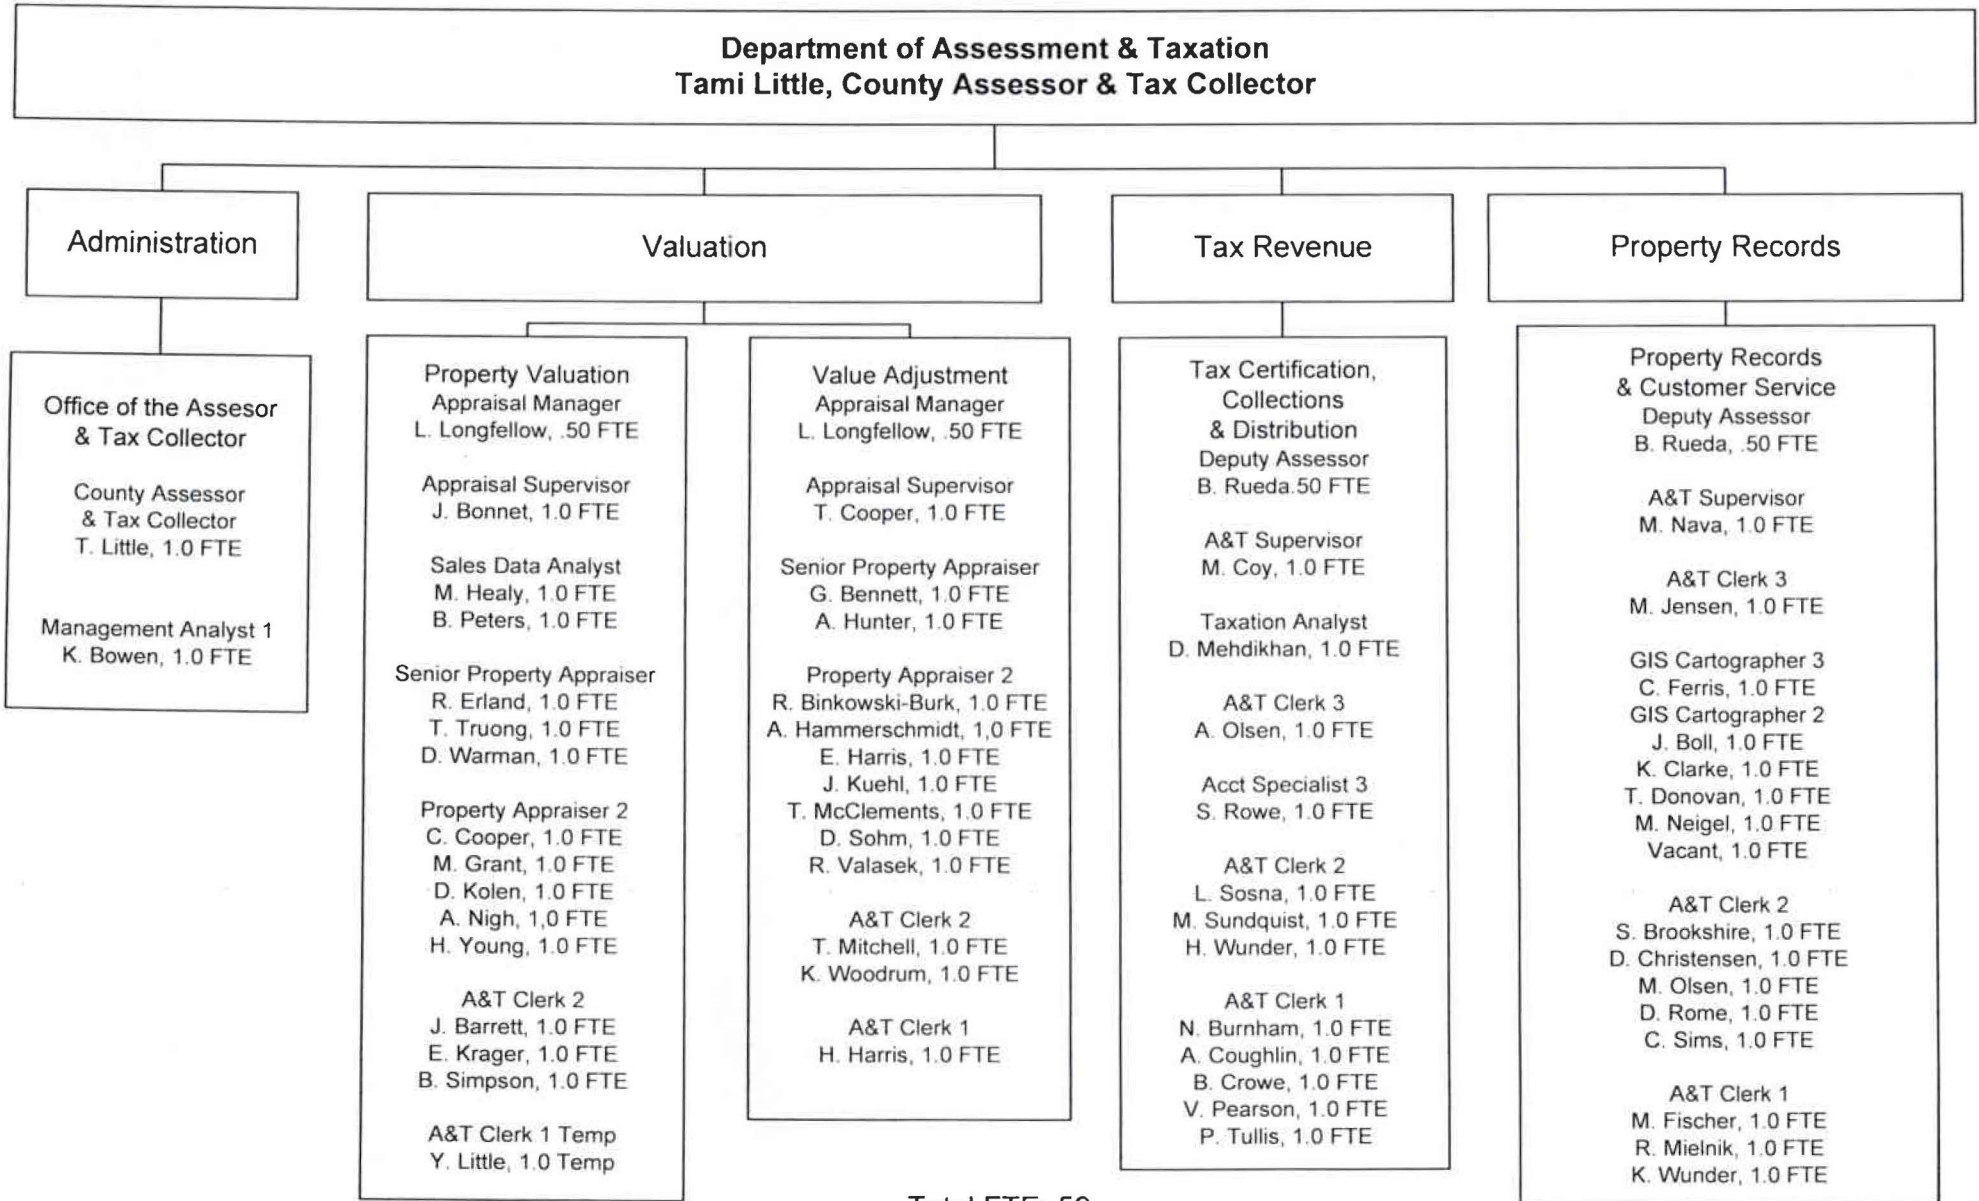 Department of Assessment & Taxation
Tami Little, County Assessor & Tax Collector
Administration
Valuation
Tax Revenue
Property Records
Office of the Assesor
& Tax Collector
County Assessor
& Tax Collector
T. Little, 1.0 FTE
Management Analyst 1
K. Bowen, 1.0 FTE
Property Valuation
Appraisal Manager
L. Longfellow, .50 FTE
Appraisal Supervisor
J. Bonnet, 1.0 FTE
Sales Data Analyst
M. Healy, 1.0 FTE
B. Peters, 1.0 FTE
Senior Property Appraiser
R. Erland, 1.0 FTE
T. Truong, 1.0 FTE
D. Warman, 1.0 FTE
Property Appraiser 2
C. Cooper, 1.0 FTE
M. Grant, 1.0 FTE
D. Kolen, 1.0 FTE
A. Nigh, 1,0 FTE
H. Young, 1.0 FTE
A&T Clerk 2
J. Barrett, 1.0 FTE
E. Krager, 1.0 FTE
B. Simpson, 1.0 FTE
A&T Clerk 1 Temp
Y. Little, 1.0 Temp
Value Adjustment
Appraisal Manager
L. Longfellow, .50 FTE
Appraisal Supervisor
T. Cooper, 1.0 FTE
Senior Property Appraiser
G. Bennett, 1.0 FTE
A. Hunter, 1.0 FTE
Property Appraiser 2
R. Binkowski-Burk, 1.0 FTE
A. Hammerschmidt, 1,0 FTE
E. Harris, 1.0 FTE
J. Kuehl, 1.0 FTE
T. McClements, 1.0 FTE
D. Sohm, 1.0 FTE
R. Valasek, 1.0 FTE
A&T Clerk 2
T. Mitchell, 1.0 FTE
K. Woodrum, 1.0 FTE
A&T Clerk 1
H. Harris, 1.0 FTE
Tax Certification,
Collections
& Distribution
Deputy Assessor
B. Rueda.50 FTE
A&T Supervisor
M. Coy, 1.0 FTE
Taxation Analyst
D. Mehdikhan, 1.0 FTE
A&T Clerk 3
A. Olsen, 1.0 FTE
Acct Specialist 3
S. Rowe, 1.0 FTE
A&T Clerk 2
L. Sosna, 1.0 FTE
M. Sundquist, 1.0 FTE
H. Wunder, 1.0 FTE
A&T Clerk 1
N. Burnham, 1.0 FTE
A. Coughlin, 1.0 FTE
B. Crowe, 1.0 FTE
V. Pearson, 1.0 FTE
P. Tullis, 1.0 FTE
Property Records
& Customer Service
Deputy Assessor
B. Rueda, .50 FTE
A&T Supervisor
M. Nava, 1.0 FTE
A&T Clerk 3
M. Jensen, 1.0 FTE
GIS Cartographer 3
C. Ferris, 1.0 FTE
GIS Cartographer 2
J. Boll, 1.0 FTE
K. Clarke, 1.0 FTE
T. Donovan, 1.0 FTE
M. Neigel, 1.0 FTE
Vacant, 1.0 FTE
A&T Clerk 2
S. Brookshire, 1.0 FTE
D. Christensen, 1.0 FTE
M. Olsen, 1.0 FTE
D. Rome, 1.0 FTE
C. Sims, 1.0 FTE
A&T Clerk 1
M. Fischer, 1.0 FTE
R. Mielnik, 1.0 FTE
K. Wunder, 1.0 FTE